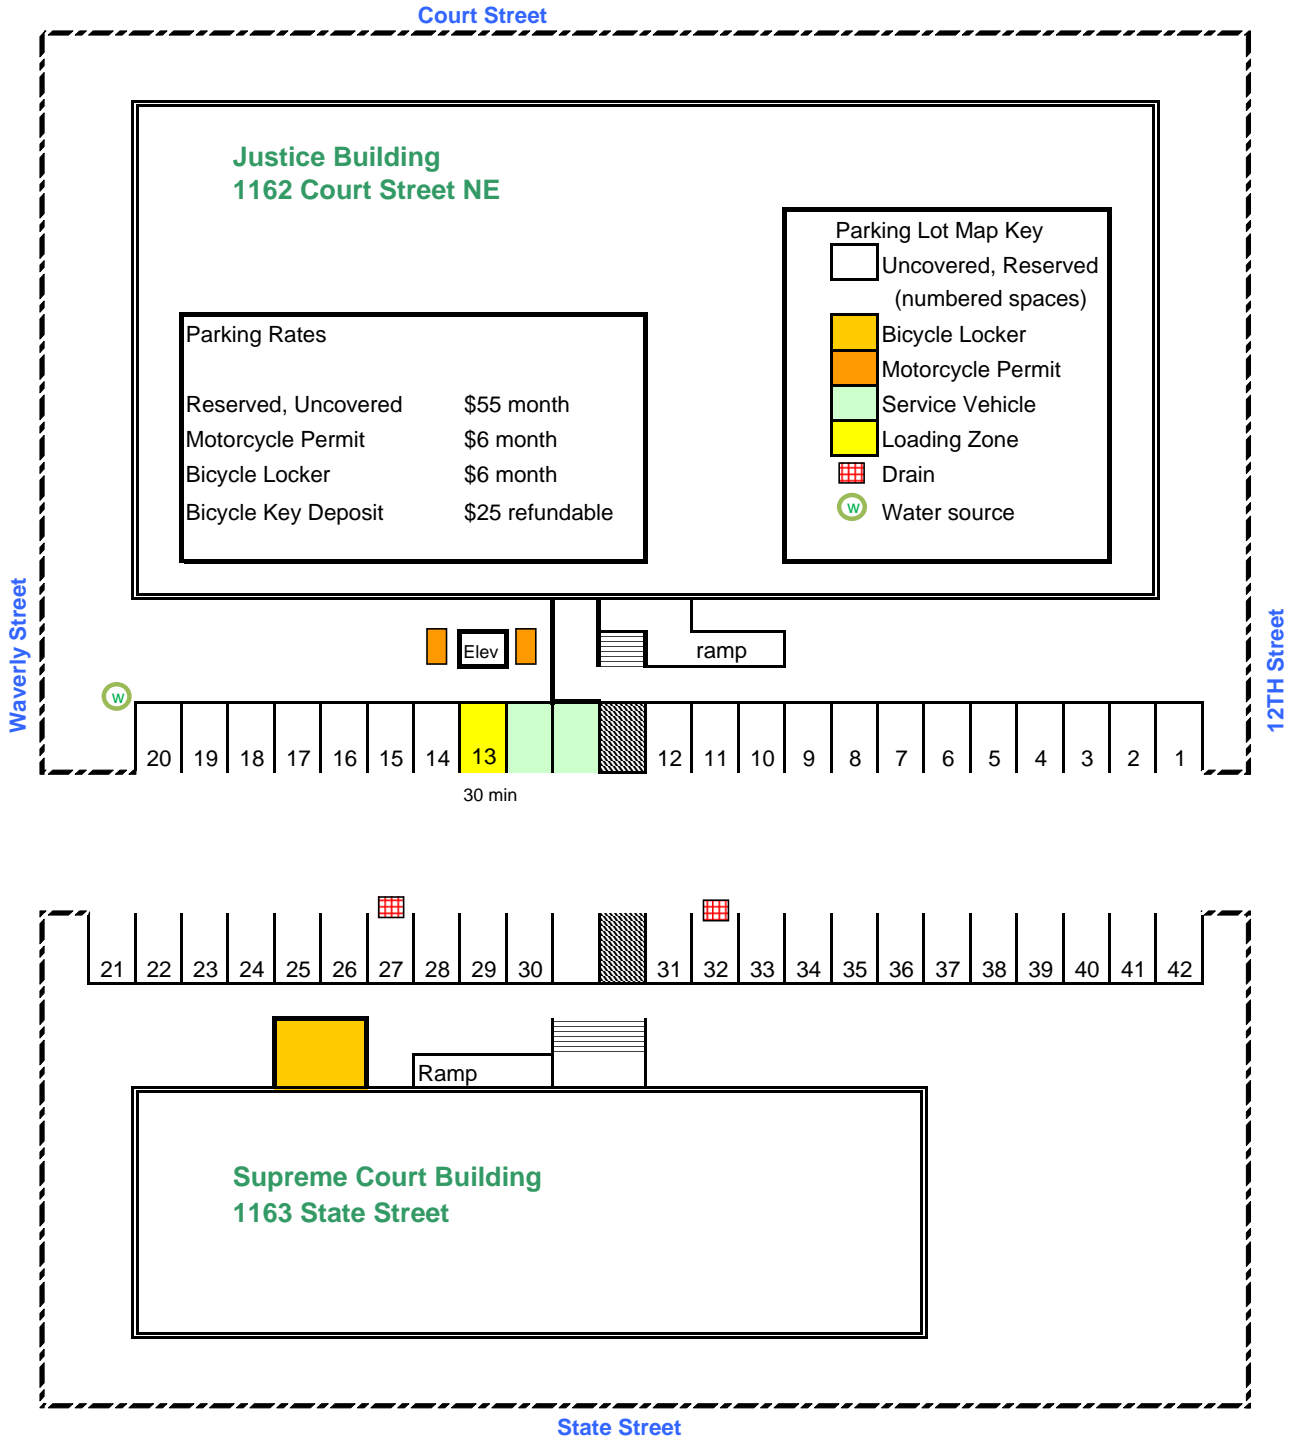 Court Street
Justice Building
1162 Court Street NE
Parking Lot Map Key
Uncovered, Reserved
(numbered spaces)
Bicycle Locker
Motorcycle Permit
Service Vehicle
Loading Zone
Drain
W Water source
Parking Rates
Reserved, Uncovered $55 month
Motorcycle Permit $6 month
Bicycle Locker $6 month
Bicycle Key Deposit $25 refundable
Waverly Street
12TH Street
Elev
ramp
W
20 19 18 17 16 15 14 13 12 11 10 9 8 7 6 5 4 3 2 1
30 min
21 22 23 24 25 26 27 28 29 30 31 32 33 34 35 36 37 38 39 40 41 42
Ramp
Supreme Court Building
1163 State Street
State Street